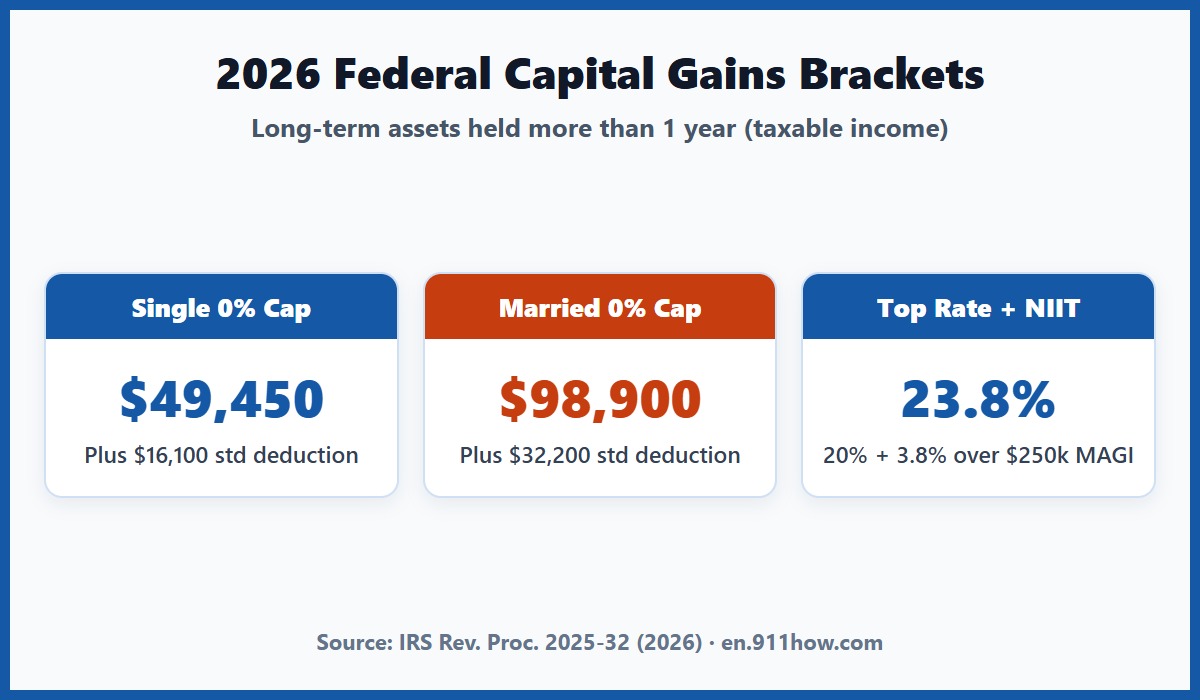 2026 Federal Capital Gains Brackets
Long-term assets held more than 1 year (taxable income)
Single 0% Cap
$49,450
Plus $16,100 std deduction
Married 0% Cap
$98,900
Plus $32,200 std deduction
Top Rate + NIIT
23.8%
20% + 3.8% over $250k MAGI
Source: IRS Rev. Proc. 2025-32 (2026) · en.911how.com